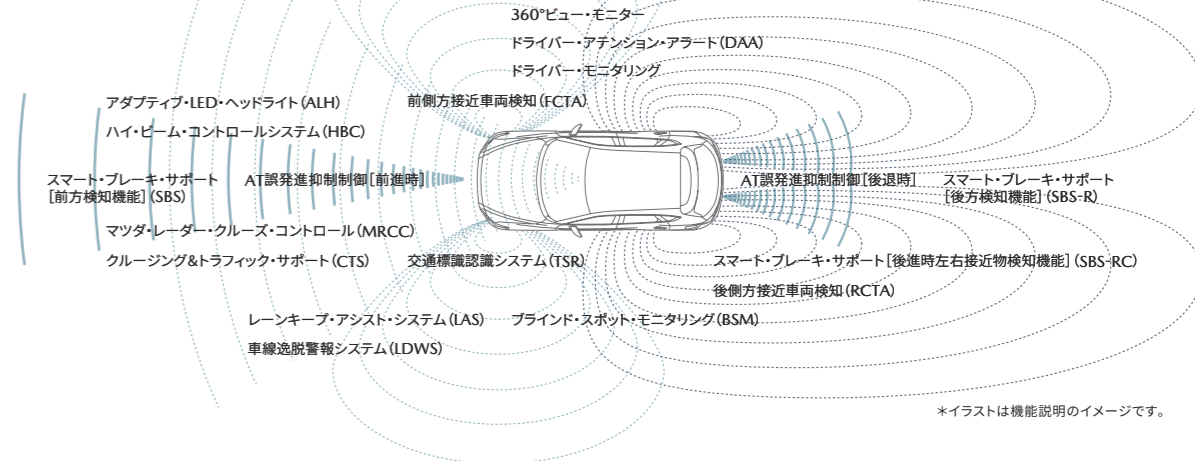 360°ビュー・モニター
ドライバー・アテンション・アラート(DAA)
ドライバー・モニタリング
アダプティブ・LED・ヘッドライト(ALH)
前側方接近車両検知(FCTA)
ハイ・ビーム・コントロールシステム(HBC)
スマート・ブレーキ・サポート
[前方検知機能](SBS)
AT誤発進抑制制御[前進時]
AT誤発進抑制制御[後退時]
スマート・ブレーキ・サポート
[後方検知機能](SBS-R)
マツダ・レーダー・クルーズ・コントロール(MRCC)
クルージング&トラフィック・サポート(CTS)
交通標識認識システム(TSR)
スマート・ブレーキ・サポート[後進時左右接近物検知機能](SBS-RC)
後側方接近車両検知(RCTA)
レーンキープ・アシスト・システム(LAS)
ブラインド・スポット・モニタリング(BSM)
車線逸脱警報システム(LDWS)
＊イラストは機能説明のイメージです。